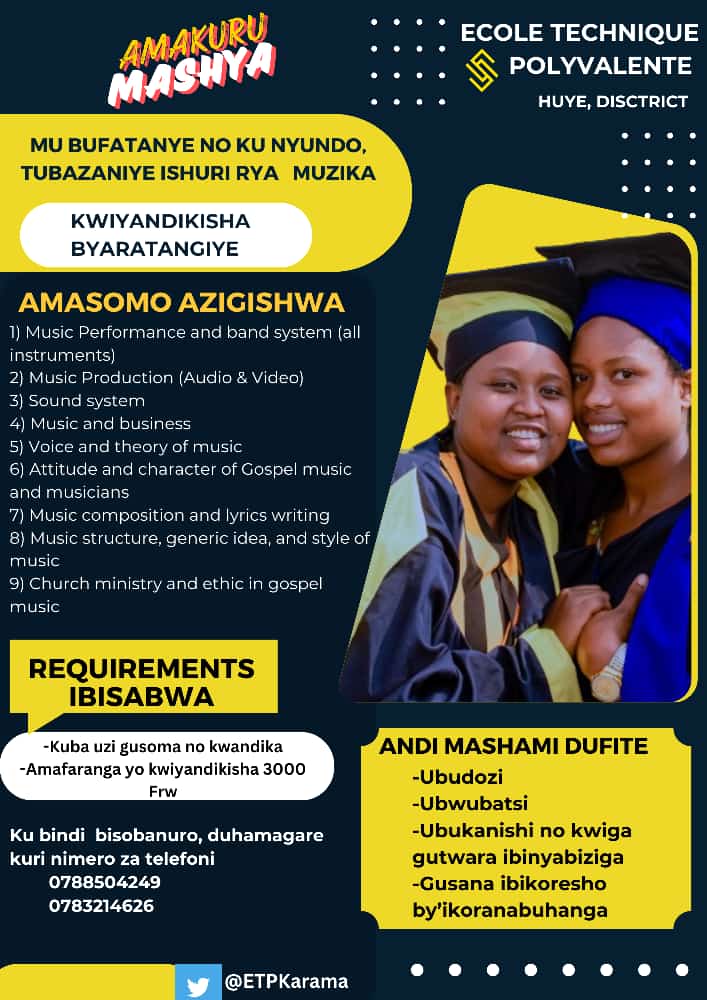 AMAKURU
MASHYA
ECOLE TECHNIQUE
POLYVALENTE
HUYE, DISCTRICT
MU BUFATANYE NO KU NYUNDO,
TUBAZANIYE ISHURI RYA MUZIKA
KWIYANDIKISHA
BYARATANGIYE
AMASOMO AZIGISHWA
1) Music Performance and band system (all
instruments)
2) Music Production (Audio & Video)
3) Sound system
4) Music and business
5) Voice and theory of music
6) Attitude and character of Gospel music
and musicians
7) Music composition and lyrics writing
8) Music structure, generic idea, and style of
music
9) Church ministry and ethic in gospel
music
REQUIREMENTS
IBISABWA
-Kuba uzi gusoma no kwandika
-Amafaranga yo kwiyandikisha 3000
Frw
Ku bindi bisobanuro, duhamagare
kuri nimero za telefoni
0788504249
0783214626
ANDI MASHAMI DUFITE
-Ubudozi
-Ubwubatsi
-Ubukanishi no kwiga
gutwara ibinyabiziga
-Gusana ibikoresho
by'ikoranabuhanga
@ETPKarama